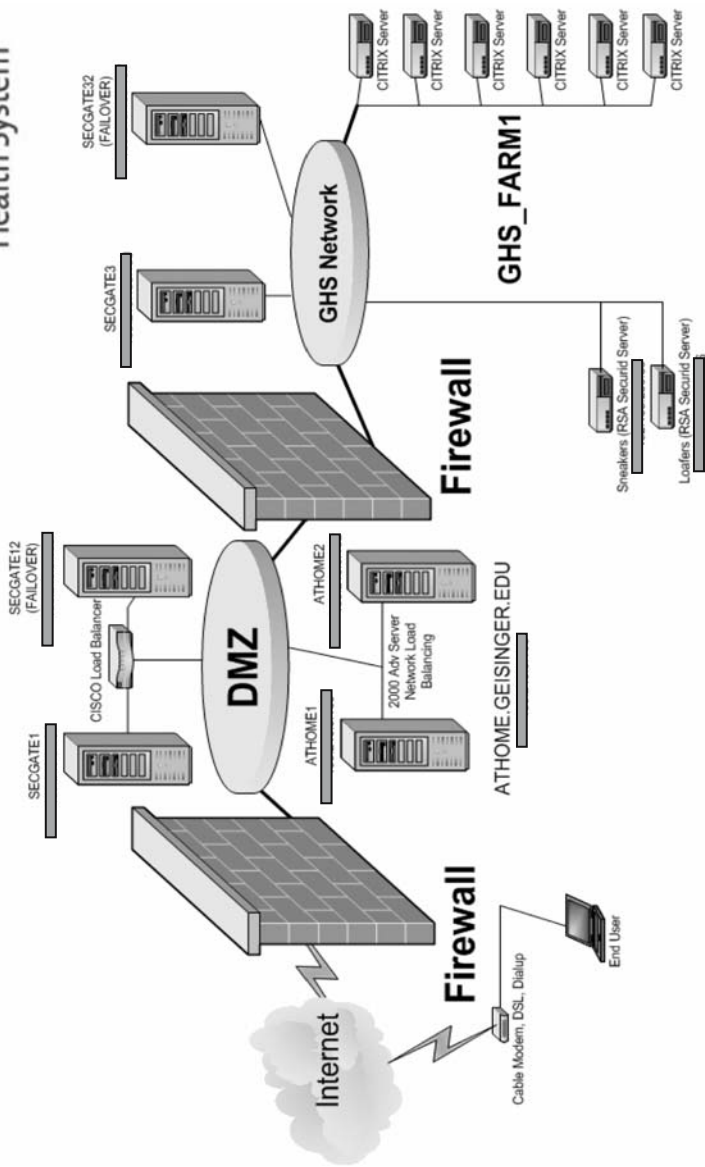 Health System
SECGATE32
(FAILOVER)
SECGATE3
GHS Network
CITRIX Server
CITRIX Server
CITRIX Server
CITRIX Server
CITRIX Server
CITRIX Server
GHS_FARM1
Sneakers (RSA Securid Server)
Loafers (RSA Securid Server)
Firewall
SECGATE12
(FAILOVER)
CISCO Load Balancer
SECGATE1
DMZ
ATHOME2
2000 Adv Server
Network Load
Balancing
ATHOME1
ATHOME.GEISINGER.EDU
Firewall
Internet
Cable Modem, DSL, Dialup
End User